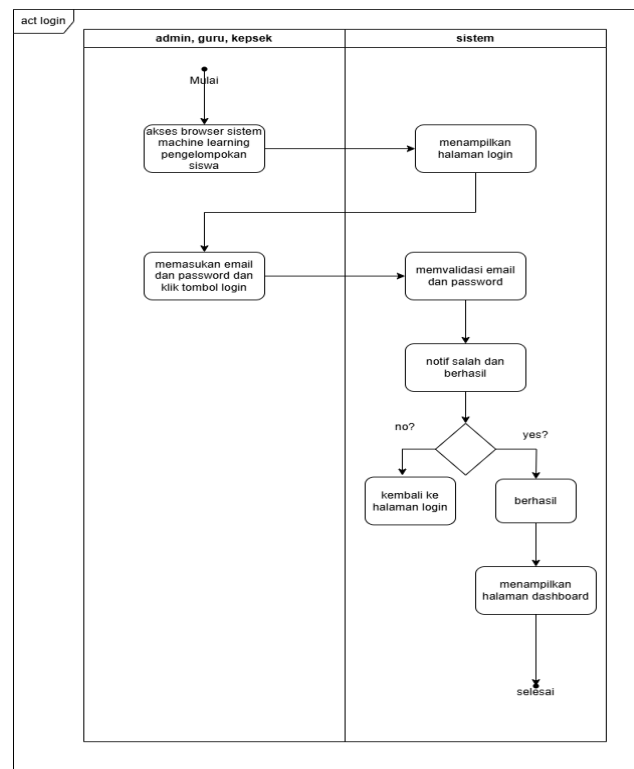 act login
admin, guru, kepsek
sistem
Mulai
akses browser sistem
machine learning
pengelompokan
siswa
menampilkan
halaman login
memasukan email
dan password dan
klik tombol login
memvalidasi email
dan password
notif salah dan
berhasil
no?
yes?
kembali ke
halaman login
berhasil
menampilkan
halaman dashboard
selesai